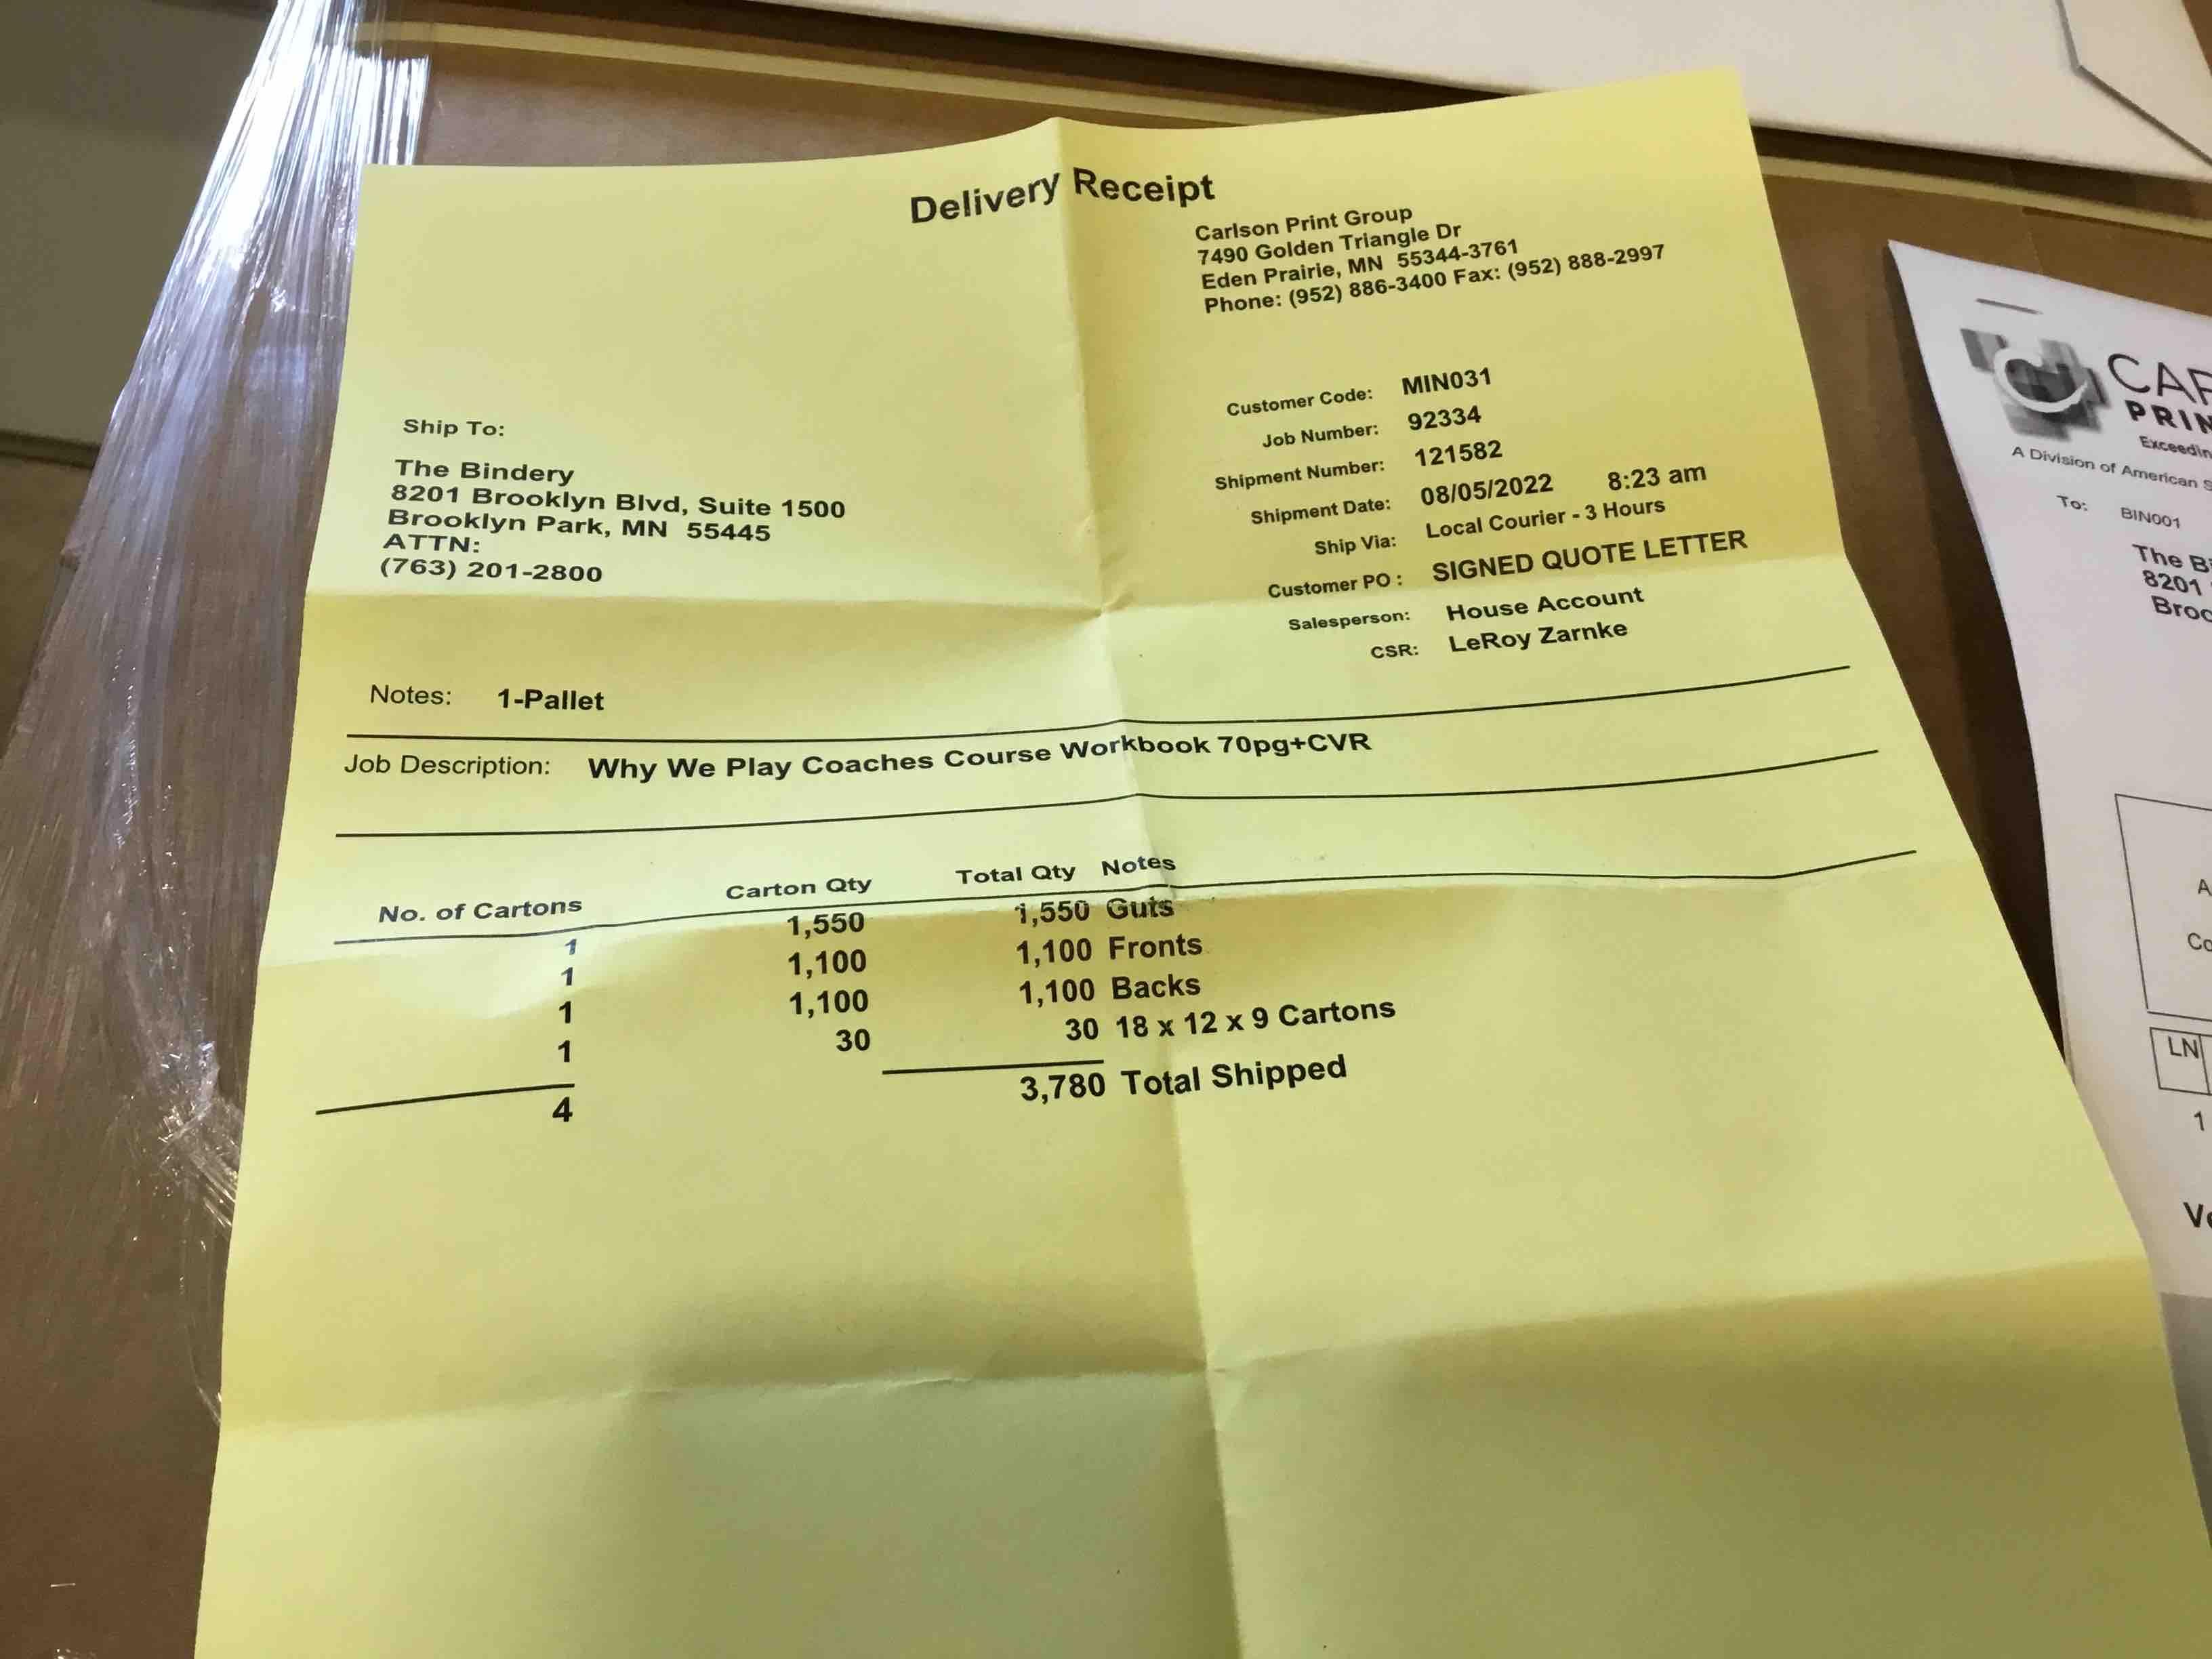 Delivery Receipt
Carlson Print Group
7490 Golden Triangle Dr
Eden Prairie, MN 55344-3761
Phone: (952) 886-3400 Fax: (952) 888-2997
Ship To:
The Bindery
8201 Brooklyn Blvd, Suite 1500
Brooklyn Park, MN 55445
ATTN:
(763) 201-2800
Customer Code: MIN031
Job Number: 92334
Shipment Number: 121582
Shipment Date: 08/05/2022 8:23 am
Ship Via: Local Courier - 3 Hours
Customer PO : SIGNED QUOTE LETTER
Salesperson: House Account
CSR: LeRoy Zarnke
Notes: 1-Pallet
Job Description: Why We Play Coaches Course Workbook 70pg+CVR
No. of Cartons Carton Qty Total Qty Notes
1 1,550 1,550 Guts
1 1,100 1,100 Fronts
1 1,100 1,100 Backs
1 30 30 18 x 12 x 9 Cartons
4 3,780 Total Shipped
A Division of American
To: BIN001
The
8201
LN
1